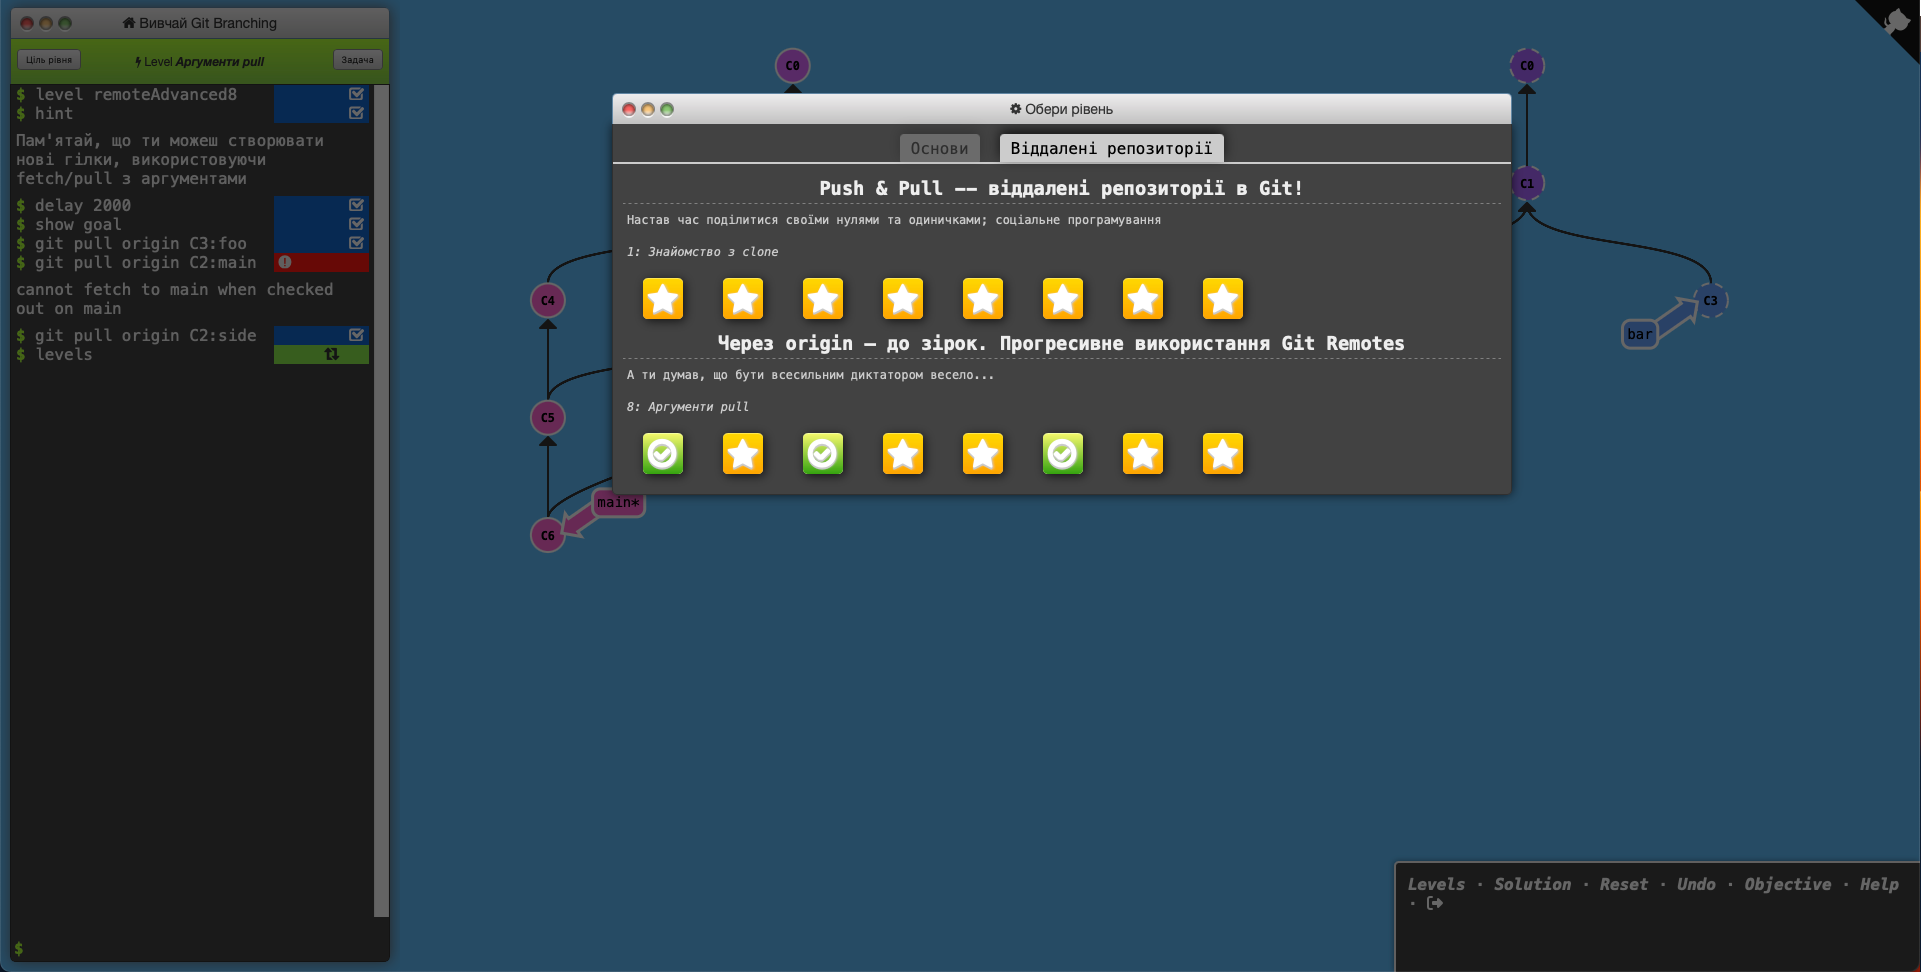 Вивчай Git Branching
Ціль рівня
Level Аргументи pull
Задача
$ level remoteAdvanced8
$ hint
Пам'ятай, що ти можеш створювати
нові гілки, використовуючи
fetch/pull з аргументами
$ delay 2000
$ show goal
$ git pull origin C3:foo
$ git pull origin C2:main
cannot fetch to main when checked
out on main
$ git pull origin C2:side
$ levels
$
C0
C4
C5
C6
main*
Обери рівень
Основи
Віддалені репозиторії
Push & Pull -- віддалені репозиторії в Git!
Настав час поділитися своїми нулями та одиничками; соціальне програмування
1: Знайомство з clone
Через origin – до зірок. Прогресивне використання Git Remotes
А ти думав, що бути всесильним диктатором весело...
8: Аргументи pull
C0
C1
C3
bar
Levels · Solution · Reset · Undo · Objective · Help
·